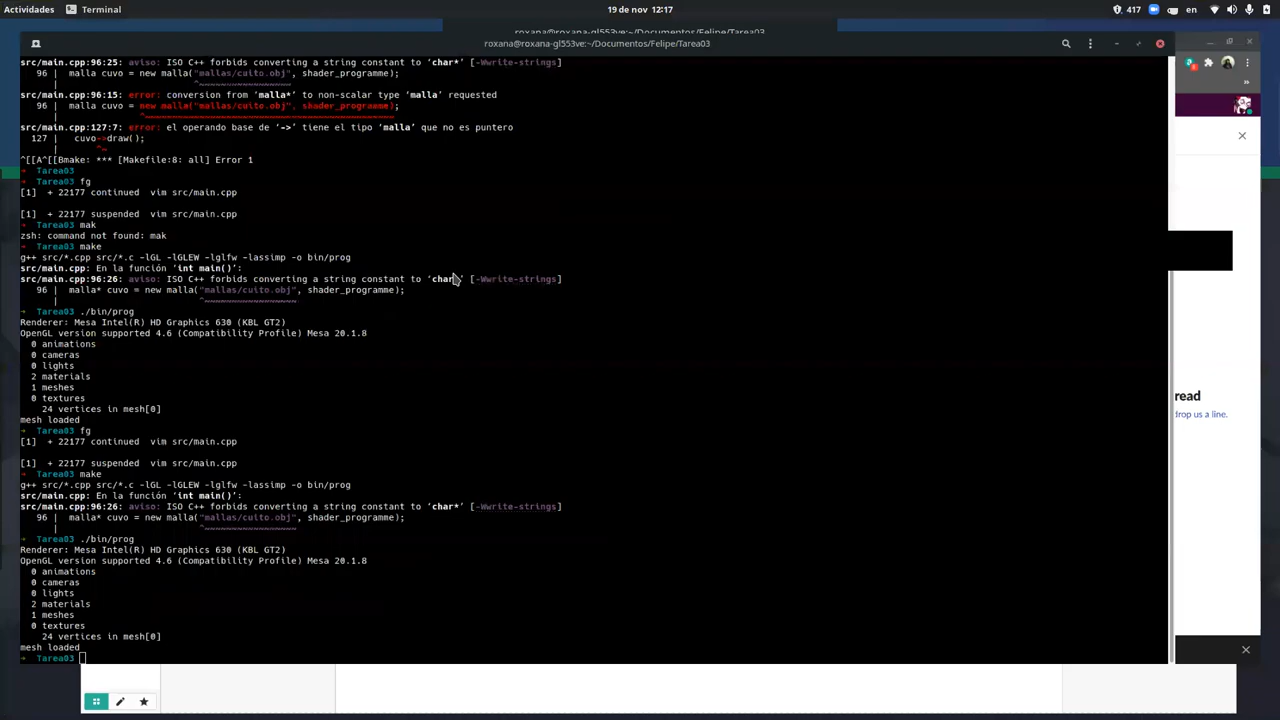 Actividades
Terminal
19 de nov 12:17
417
en
roxana@roxana-gl553ve:~/Documentos/Felipe/Tarea03
roxana@roxana-gl553ve:~/Documentos/Felipe/Tarea03
src/main.cpp:96:25: aviso: ISO C++ forbids converting a string constant to ‘char*’ [-Wwrite-strings]
96 | malla cuvo = new malla("mallas/cuito.obj", shader_programme);
| ^~~~~~~~~~~~~~~~~~
src/main.cpp:96:15: error: conversion from ‘malla*’ to non-scalar type ‘malla’ requested
96 | malla cuvo = new malla("mallas/cuito.obj", shader_programme);
| ^~~~~~~~~~~~~~~~~~~~~~~~~~~~~~~~~~~~~~~~~~~~~~~
src/main.cpp:127:7: error: el operando base de ‘->’ tiene el tipo ‘malla’ que no es puntero
127 | cuvo->draw();
| ^~
^[[A^[[Bmake: *** [Makefile:8: all] Error 1
➜ Tarea03
➜ Tarea03 fg
[1] + 22177 continued vim src/main.cpp
[1] + 22177 suspended vim src/main.cpp
➜ Tarea03 mak
zsh: command not found: mak
➜ Tarea03 make
g++ src/*.cpp src/*.c -lGL -lGLEW -lglfw -lassimp -o bin/prog
src/main.cpp: En la función ‘int main()’:
src/main.cpp:96:26: aviso: ISO C++ forbids converting a string constant to ‘char*’ [-Wwrite-strings]
96 | malla* cuvo = new malla("mallas/cuito.obj", shader_programme);
| ^~~~~~~~~~~~~~~~~~
➜ Tarea03 ./bin/prog
Renderer: Mesa Intel(R) HD Graphics 630 (KBL GT2)
OpenGL version supported 4.6 (Compatibility Profile) Mesa 20.1.8
0 animations
0 cameras
0 lights
2 materials
1 meshes
0 textures
24 vertices in mesh[0]
mesh loaded
➜ Tarea03 fg
[1] + 22177 continued vim src/main.cpp
[1] + 22177 suspended vim src/main.cpp
➜ Tarea03 make
g++ src/*.cpp src/*.c -lGL -lGLEW -lglfw -lassimp -o bin/prog
src/main.cpp: En la función ‘int main()’:
src/main.cpp:96:26: aviso: ISO C++ forbids converting a string constant to ‘char*’ [-Wwrite-strings]
96 | malla* cuvo = new malla("mallas/cuito.obj", shader_programme);
| ^~~~~~~~~~~~~~~~~~
➜ Tarea03 ./bin/prog
Renderer: Mesa Intel(R) HD Graphics 630 (KBL GT2)
OpenGL version supported 4.6 (Compatibility Profile) Mesa 20.1.8
0 animations
0 cameras
0 lights
2 materials
1 meshes
0 textures
24 vertices in mesh[0]
mesh loaded
➜ Tarea03
read
drop us a line.